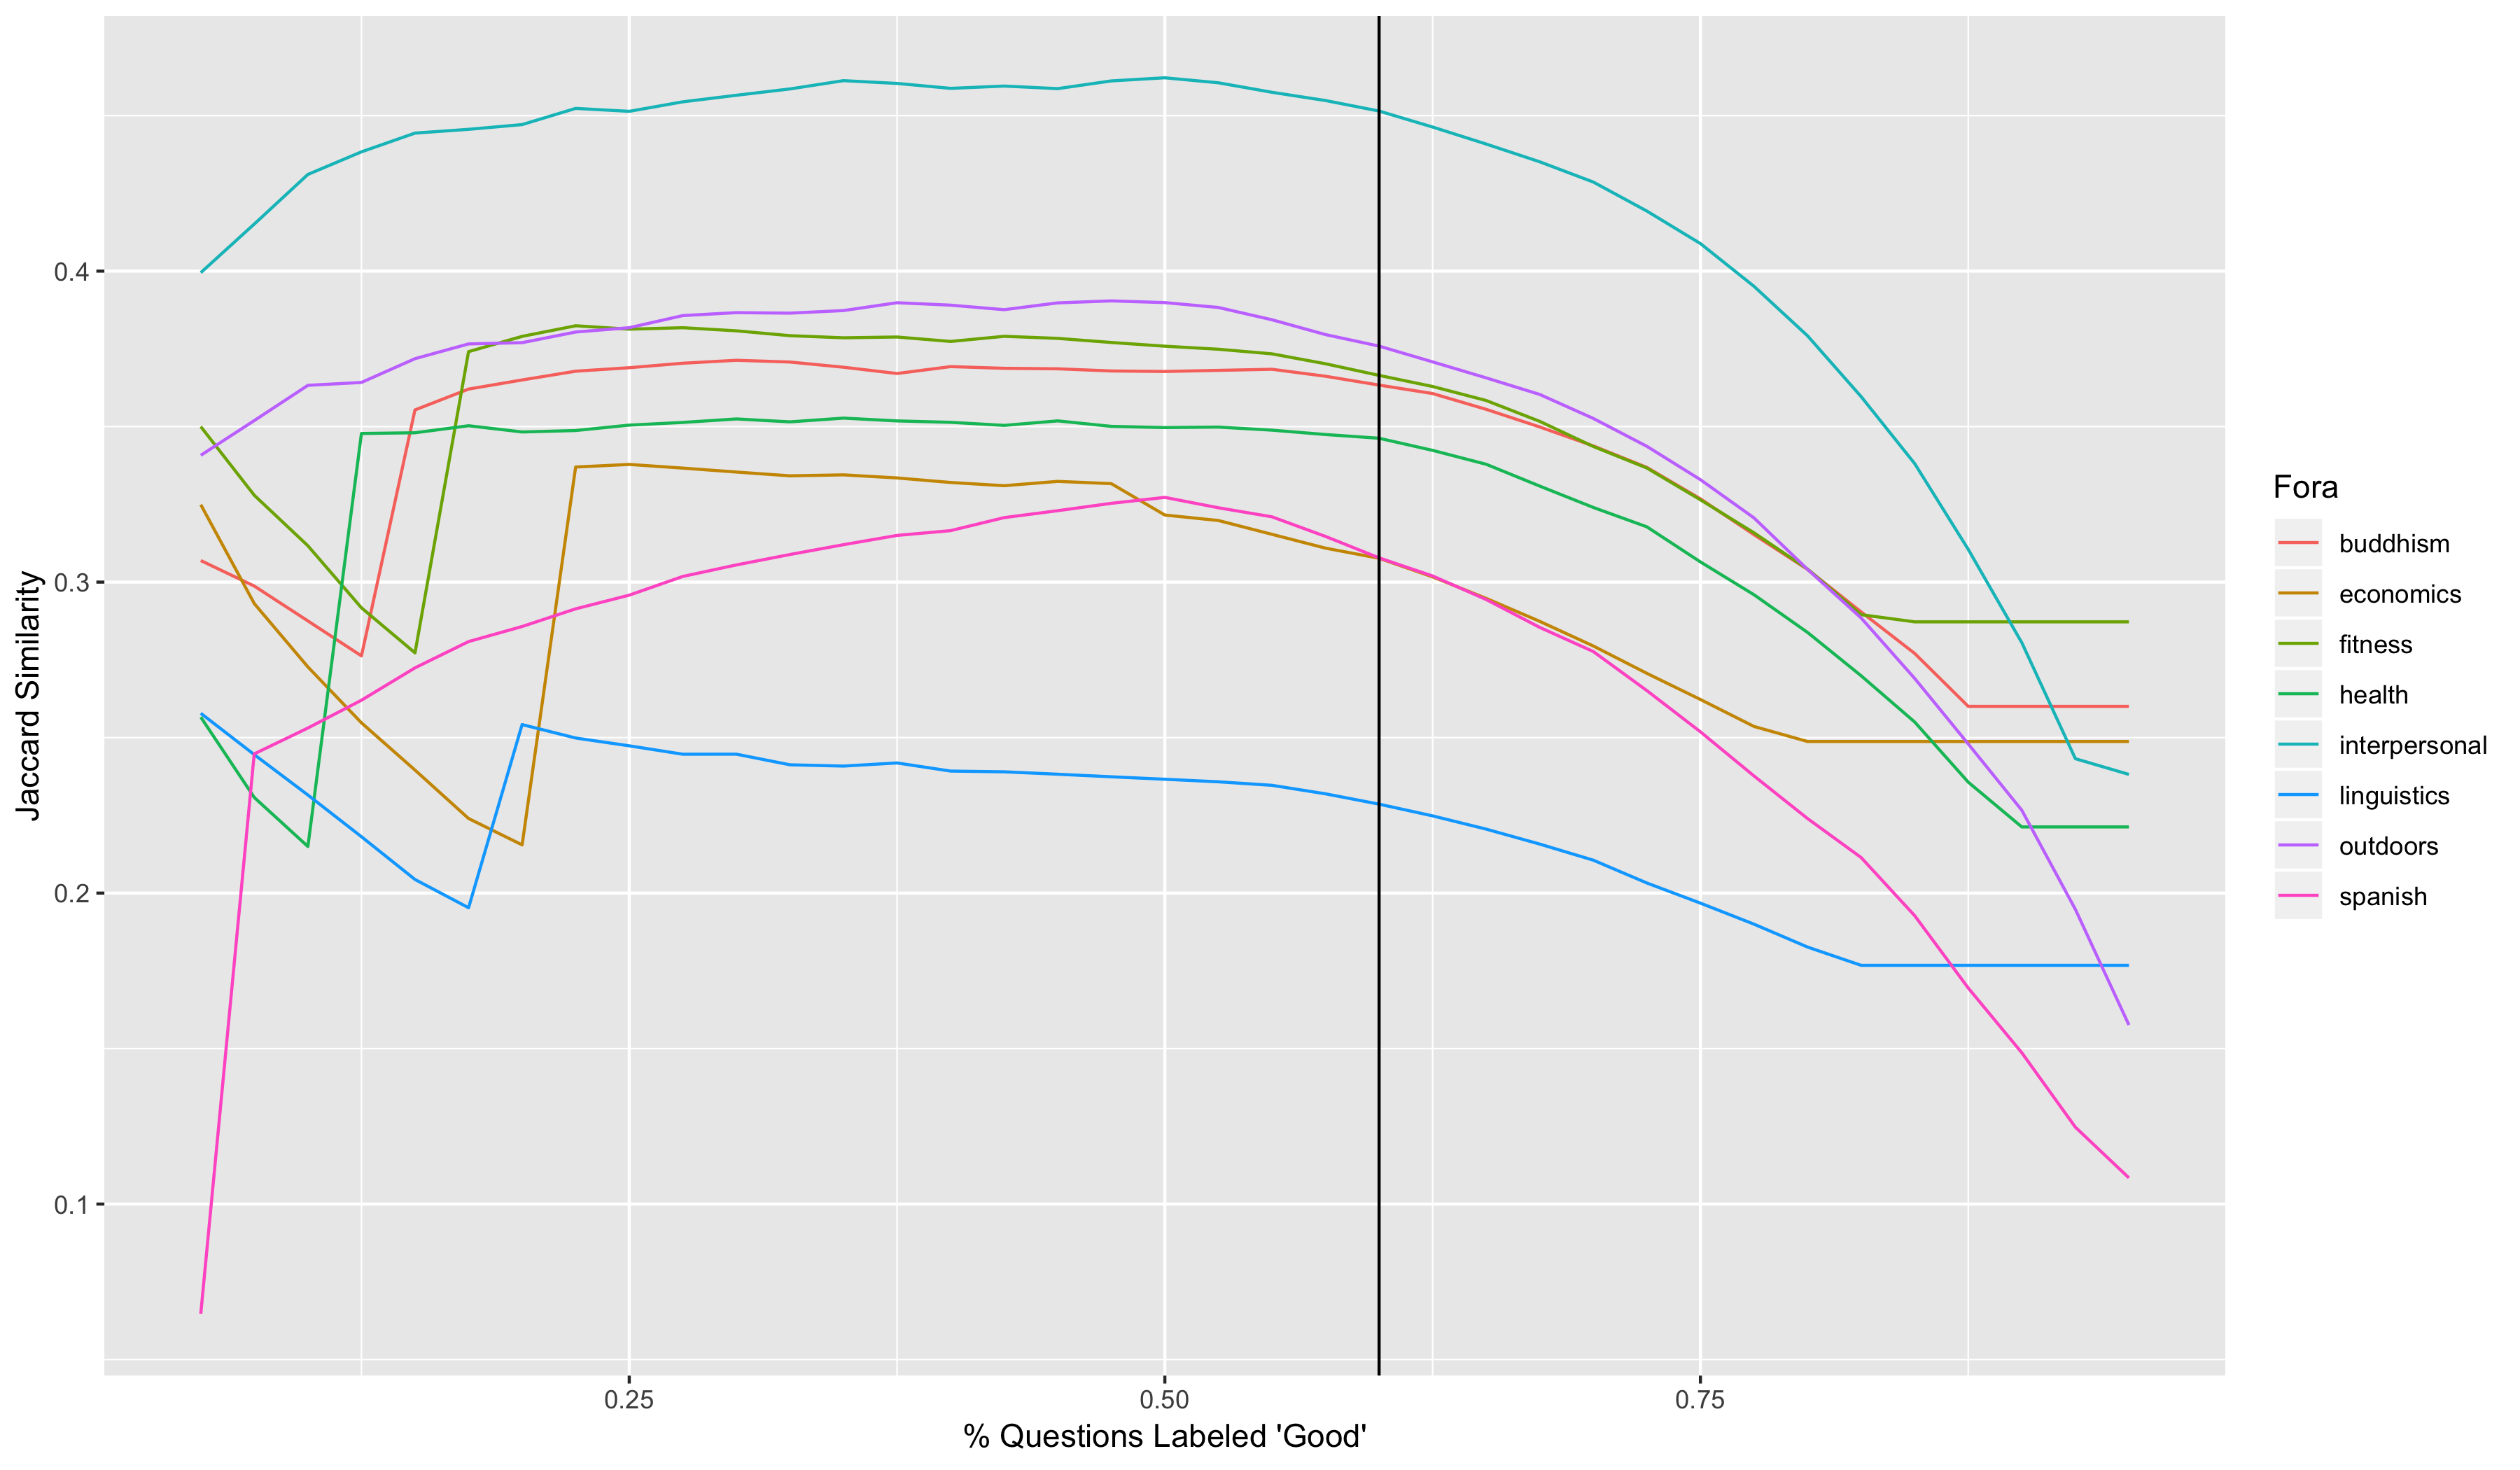 Jaccard Similarity
0.4
0.3
0.2
0.1
0.25
0.50
0.75
% Questions Labeled 'Good'
Fora
buddhism
economics
fitness
health
interpersonal
linguistics
outdoors
spanish